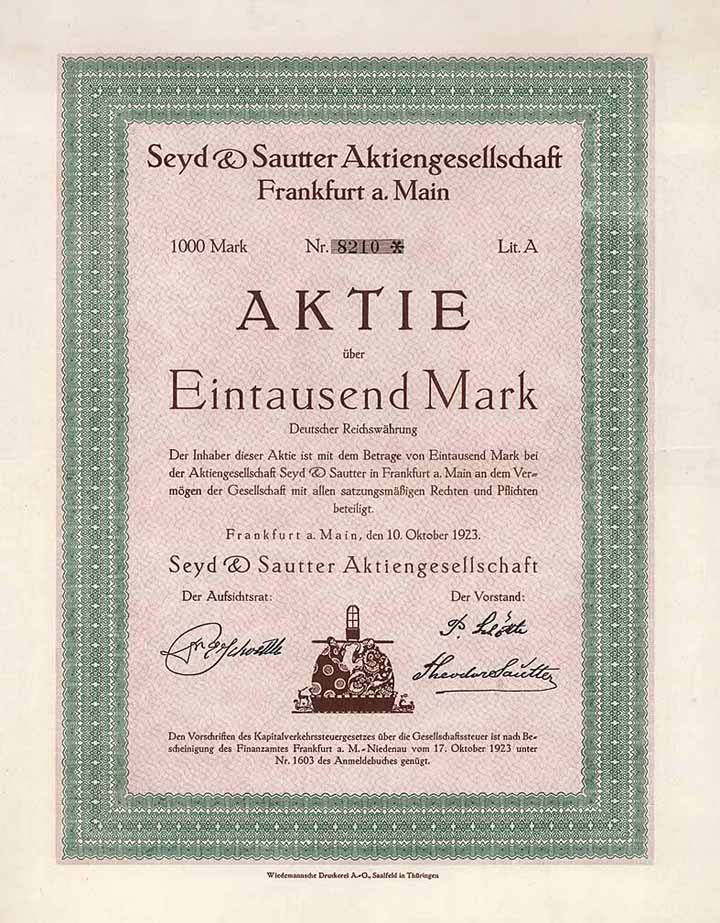 Seyd & Sautter Aktiengesellschaft
Frankfurt a. Main
1000 Mark Nr. 8210 ✻ Lit. A
AKTIE
über
Eintausend Mark
Deutscher Reichswährung
Der Inhaber dieser Aktie ist mit dem Betrage von Eintausend Mark bei
der Aktiengesellschaft Seyd & Sautter in Frankfurt a. Main an dem Ver=
mögen der Gesellschaft mit allen satzungsmäßigen Rechten und Pflichten
beteiligt.
Frankfurt a. Main, den 10. Oktober 1923.
Seyd & Sautter Aktiengesellschaft
Der Aufsichtsrat: Der Vorstand:
Theodor Sautter
Den Vorschriften des Kapitalverkehrssteuergesetzes über die Gesellschaftssteuer ist nach Be=
scheinigung des Finanzamtes Frankfurt a. M.-Niedenau vom 17. Oktober 1923 unter
Nr. 1603 des Anmeldebuches genügt.
Wiedemannsche Druckerei A.-G., Saalfeld in Thüringen